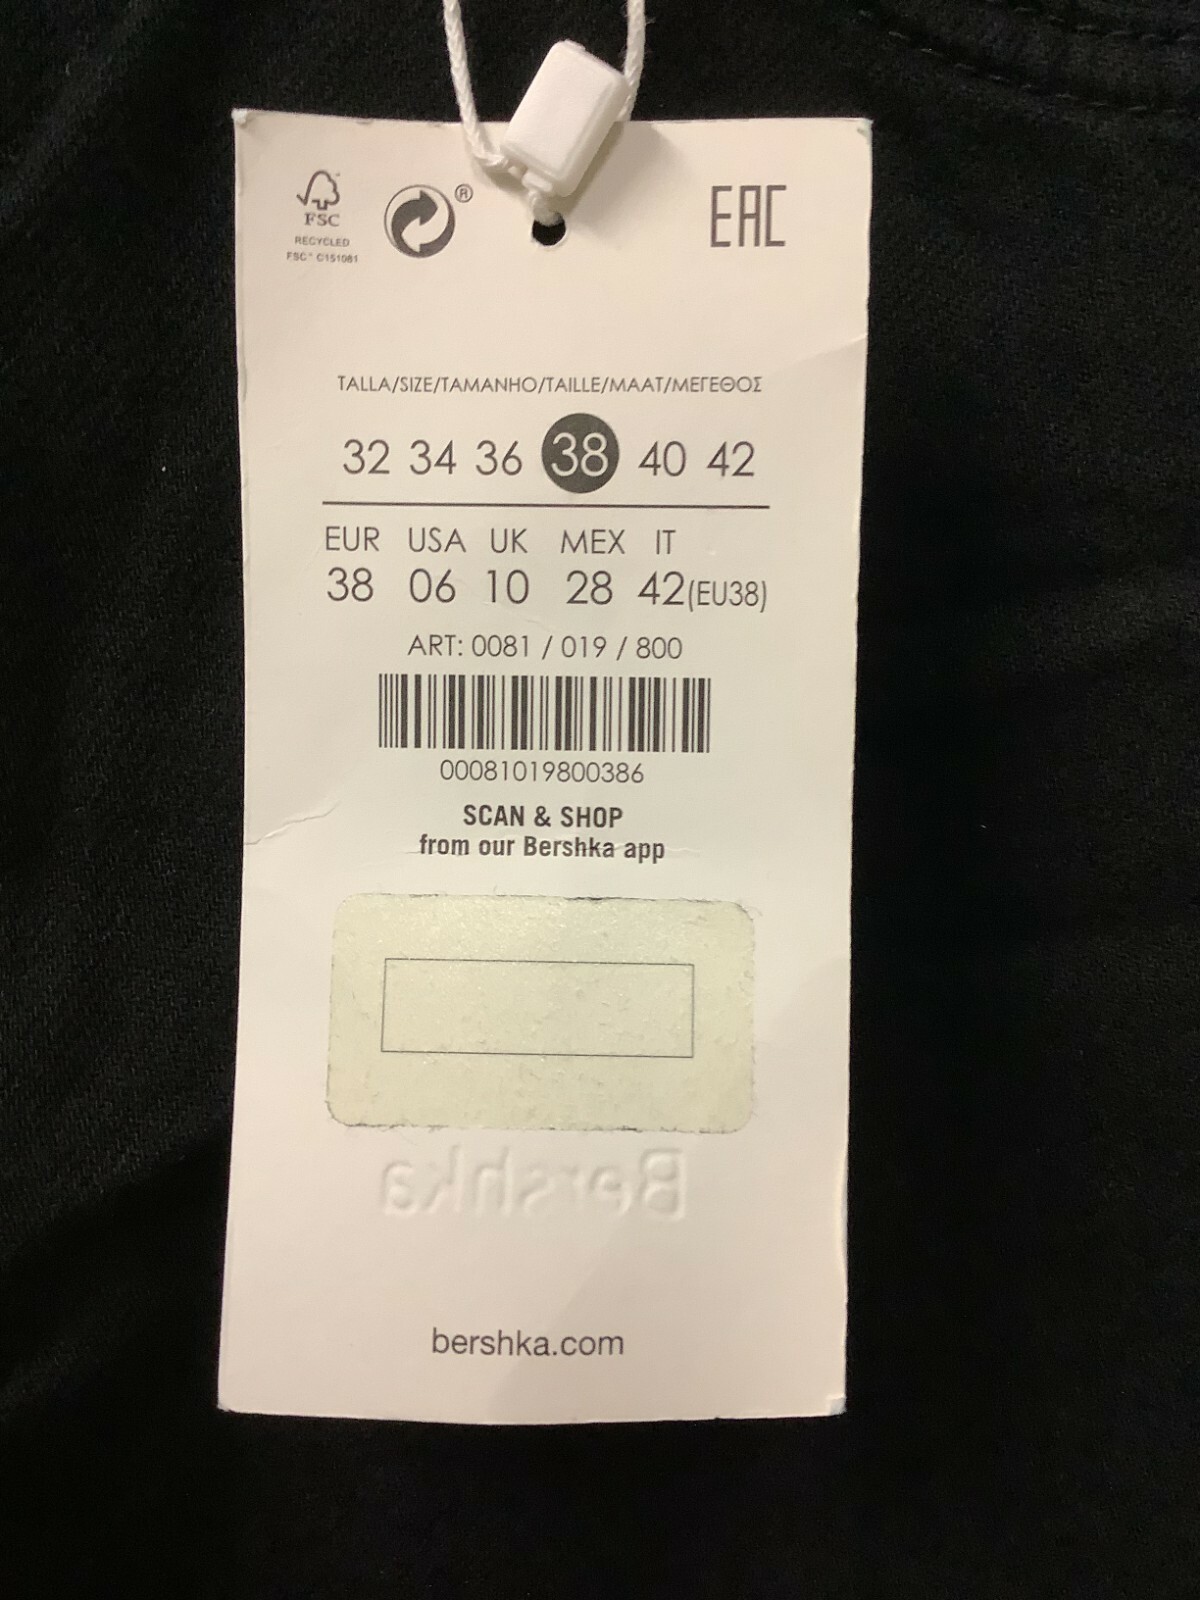 FSC
RECYCLED
FSC® C151081
®
EAC
TALLA/SIZE/TAMANHO/TAILLE/MAAT/ΜΕΓΕΘΟΣ
32 34 36 38 40 42
EUR USA UK MEX IT
38 06 10 28 42(EU38)
ART: 0081 / 019 / 800
00081019800386
SCAN & SHOP
from our Bershka app
Bershka
bershka.com